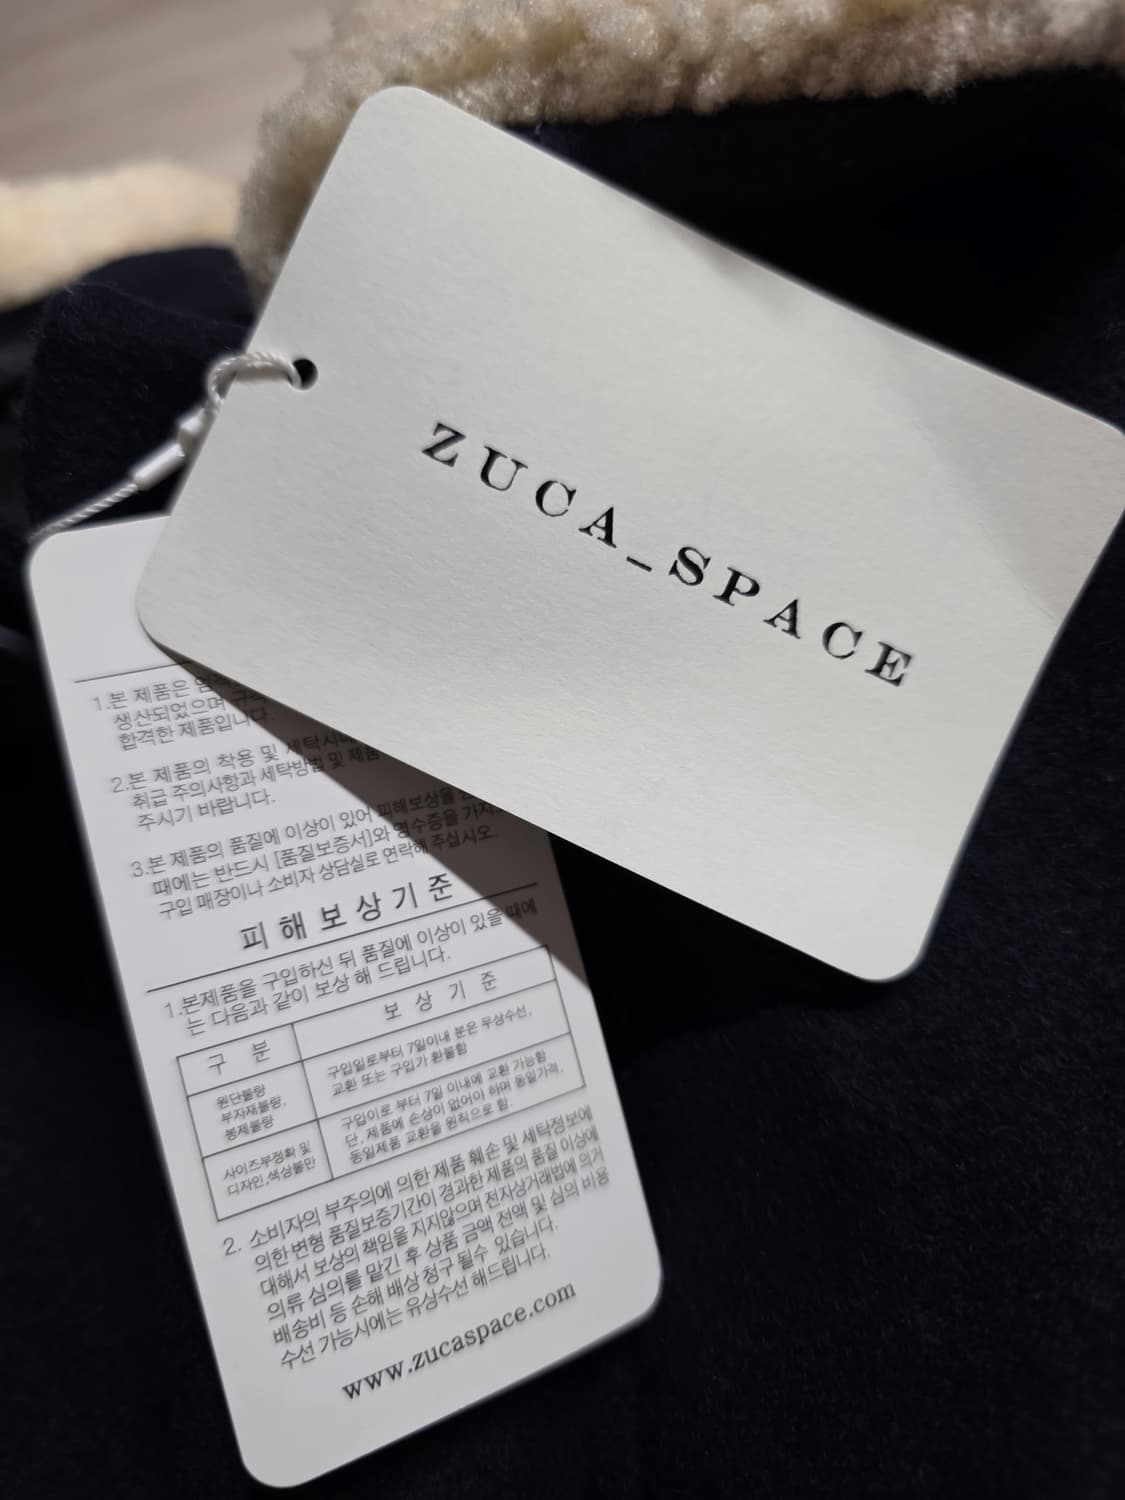 ZUCA_SPACE
1.본 제품은
생산되었으며
합격한 제품입니다.
2.본 제품의 착용 및 세탁시에
취급 주의사항과 세탁방법 및 제품
주시기 바랍니다.
3.본 제품의 품질에 이상이 있어 피해보상을
때에는 반드시 [품질보증서]와 영수증을 가지
구입 매장이나 소비자 상담실로 연락해 주십시오.
피해보상기준
1.본제품을 구입하신 뒤 품질에 이상이 있을 때에
는 다음과 같이 보상 해 드립니다.
구 분
보 상 기 준
원단불량
부자재불량,
봉제불량
구입일로부터 7일이내 분은 무상수선,
교환 또는 구입가 환불함
사이즈부정확 및
디자인,색상불만
구입이로 부터 7일 이내에 교환 가능함.
단, 제품에 손상이 없어야 하며 동일가격,
동일제품 교환을 원칙으로 함.
2. 소비자의 부주의에 의한 제품 훼손 및 세탁정보에
의한 변형 품질보증기간이 경과한 제품의 품질 이상에
대해서 보상의 책임을 지지않으며 전자상거래법에 의거
의류 심의를 맡긴 후 상품 금액 전액 및 심의 비용
배송비 등 손해 배상 청구 될수 있습니다.
수선 가능시에는 유상수선 해드립니다.
www.zucaspace.com